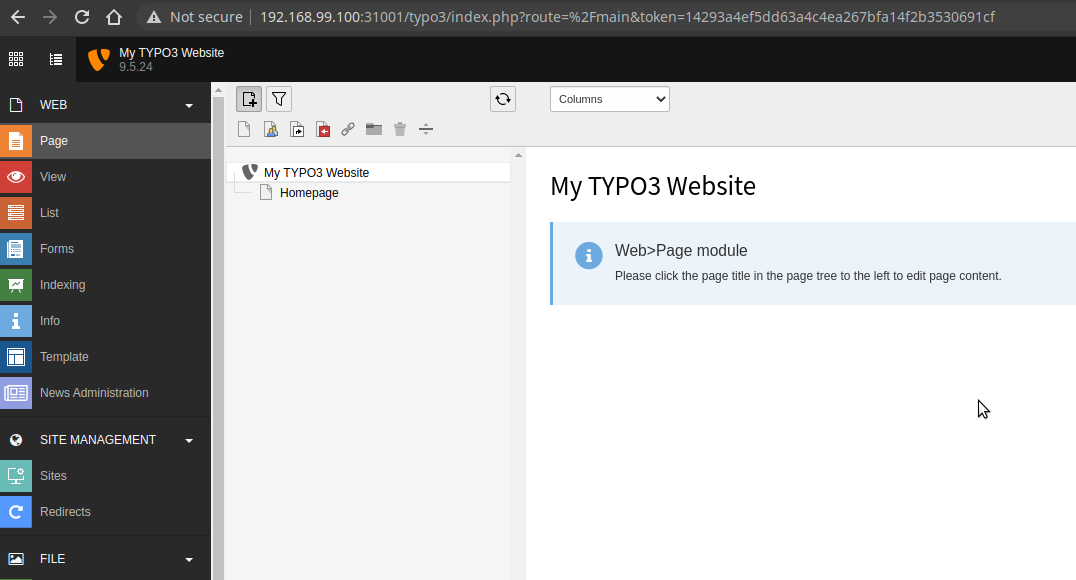 Not secure | 192.168.99.100:31001/typo3/index.php?route=%2Fmain&token=14293a4ef5dd63a4c4ea267bfa14f2b3530691cf
My TYPO3 Website
9.5.24
WEB
Page
View
List
Forms
Indexing
Info
Template
News Administration
SITE MANAGEMENT
Sites
Redirects
FILE
Columns
My TYPO3 Website
Homepage
My TYPO3 Website
Web>Page module
Please click the page title in the page tree to the left to edit page content.